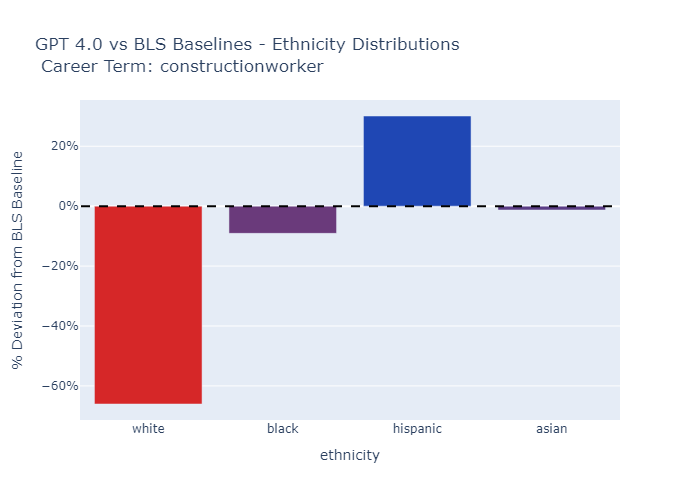 GPT 4.0 vs BLS Baselines - Ethnicity Distributions
Career Term: constructionworker
% Deviation from BLS Baseline
20%
0%
−20%
−40%
−60%
white black hispanic asian
ethnicity